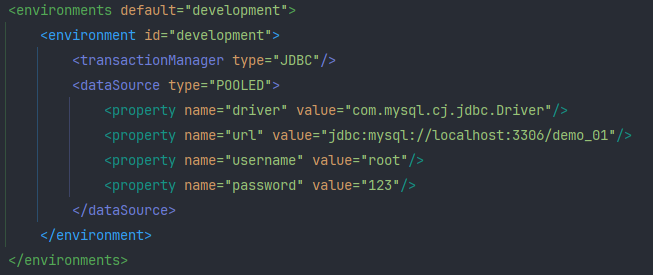 <environments default="development">
<environment id="development">
<transactionManager type="JDBC"/>
<dataSource type="POOLED">
<property name="driver" value="com.mysql.cj.jdbc.Driver"/>
<property name="url" value="jdbc:mysql://localhost:3306/demo_01"/>
<property name="username" value="root"/>
<property name="password" value="123"/>
</dataSource>
</environment>
</environments>